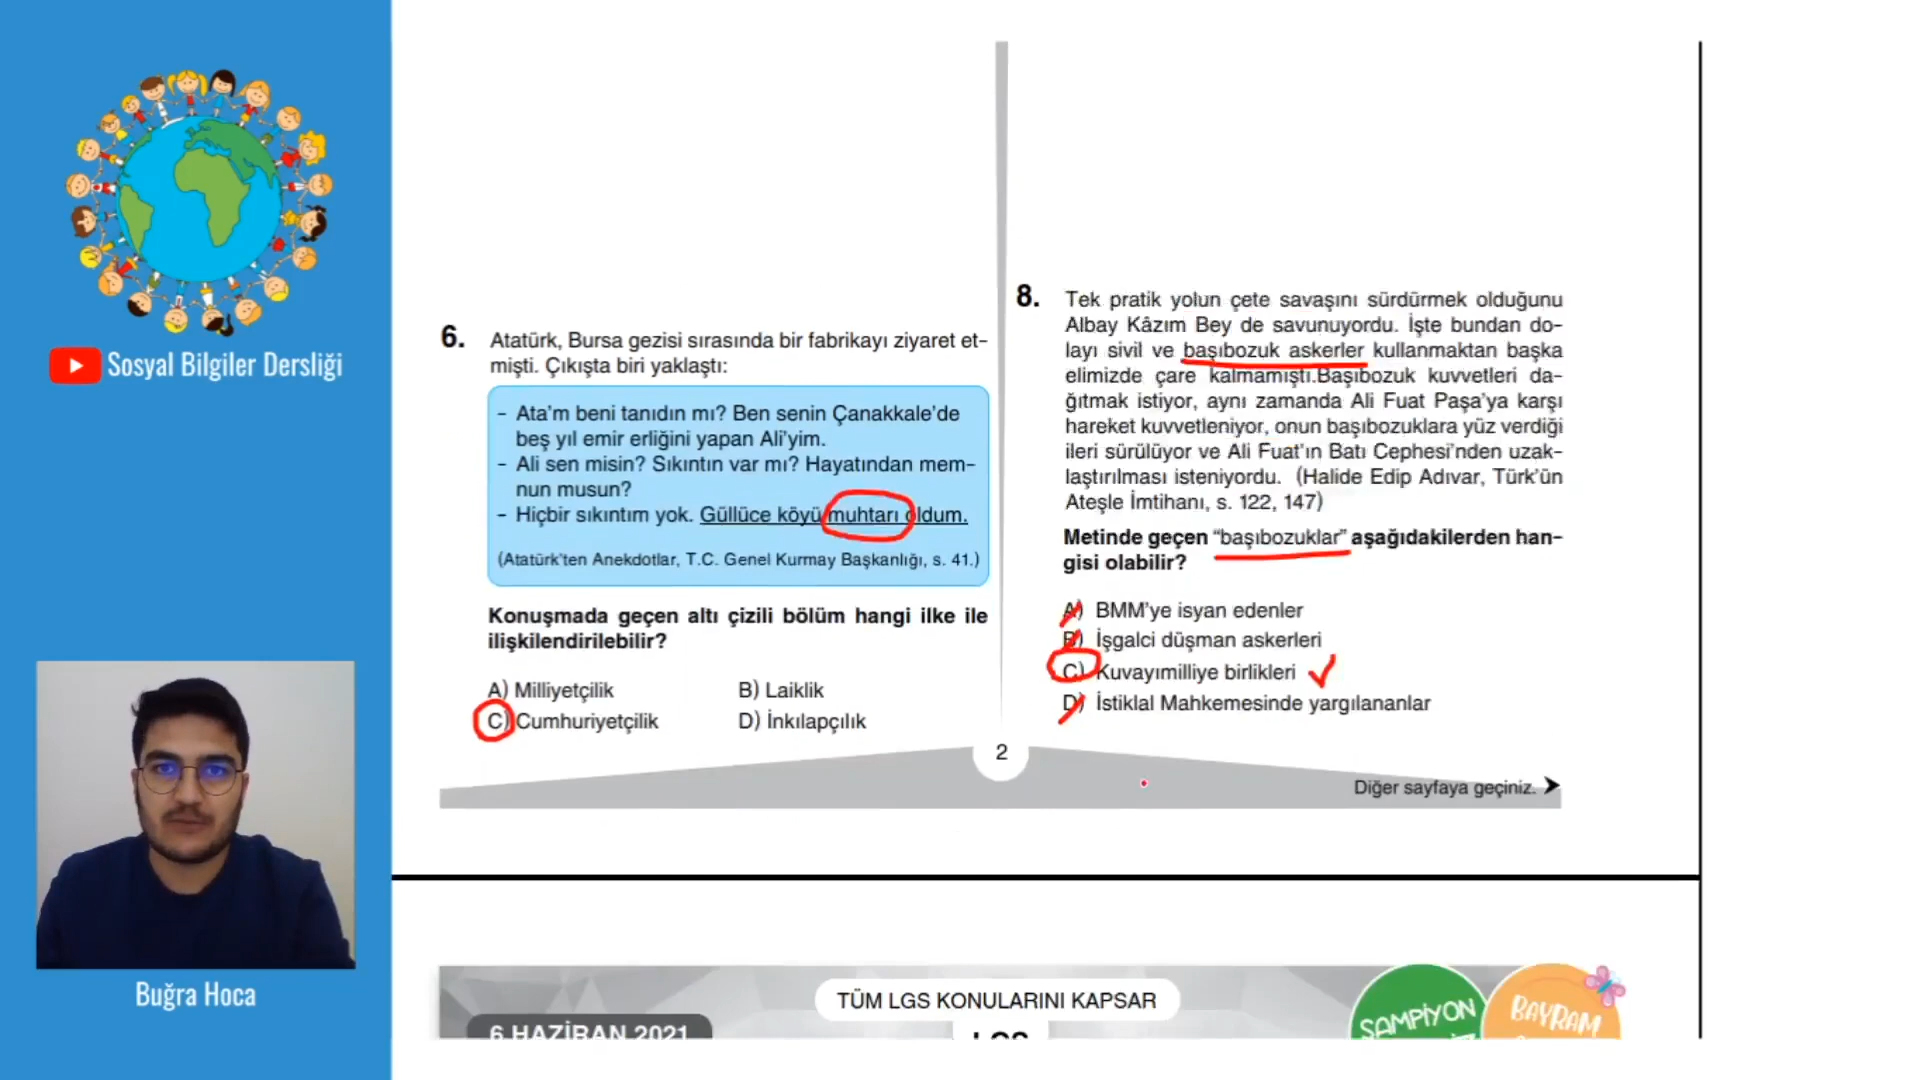 Sosyal Bilgiler Dersliği
Buğra Hoca
6. Atatürk, Bursa gezisi sırasında bir fabrikayı ziyaret et-
mişti. Çıkışta biri yaklaştı:
- Ata'm beni tanıdın mı? Ben senin Çanakkale'de
beş yıl emir erliğini yapan Ali'yim.
- Ali sen misin? Sıkıntın var mı? Hayatından mem-
nun musun?
- Hiçbir sıkıntım yok. Güllüce köyü muhtarı oldum.
(Atatürk'ten Anekdotlar, T.C. Genel Kurmay Başkanlığı, s. 41.)
Konuşmada geçen altı çizili bölüm hangi ilke ile
ilişkilendirilebilir?
A) Milliyetçilik B) Laiklik
C) Cumhuriyetçilik D) İnkılapçılık
8. Tek pratik yolun çete savaşını sürdürmek olduğunu
Albay Kâzım Bey de savunuyordu. İşte bundan do-
layı sivil ve başıbozuk askerler kullanmaktan başka
elimizde çare kalmamıştı.Başıbozuk kuvvetleri da-
ğıtmak istiyor, aynı zamanda Ali Fuat Paşa'ya karşı
hareket kuvvetleniyor, onun başıbozuklara yüz verdiği
ileri sürülüyor ve Ali Fuat'ın Batı Cephesi'nden uzak-
laştırılması isteniyordu. (Halide Edip Adıvar, Türk'ün
Ateşle İmtihanı, s. 122, 147)
Metinde geçen "başıbozuklar" aşağıdakilerden han-
gisi olabilir?
A) BMM'ye isyan edenler
B) İşgalci düşman askerleri
C) Kuvayımilliye birlikleri
D) İstiklal Mahkemesinde yargılananlar
2
Diğer sayfaya geçiniz.
TÜM LGS KONULARINI KAPSAR
6 HAZİRAN 2021
LGS
ŞAMPİYON
BAYRAM